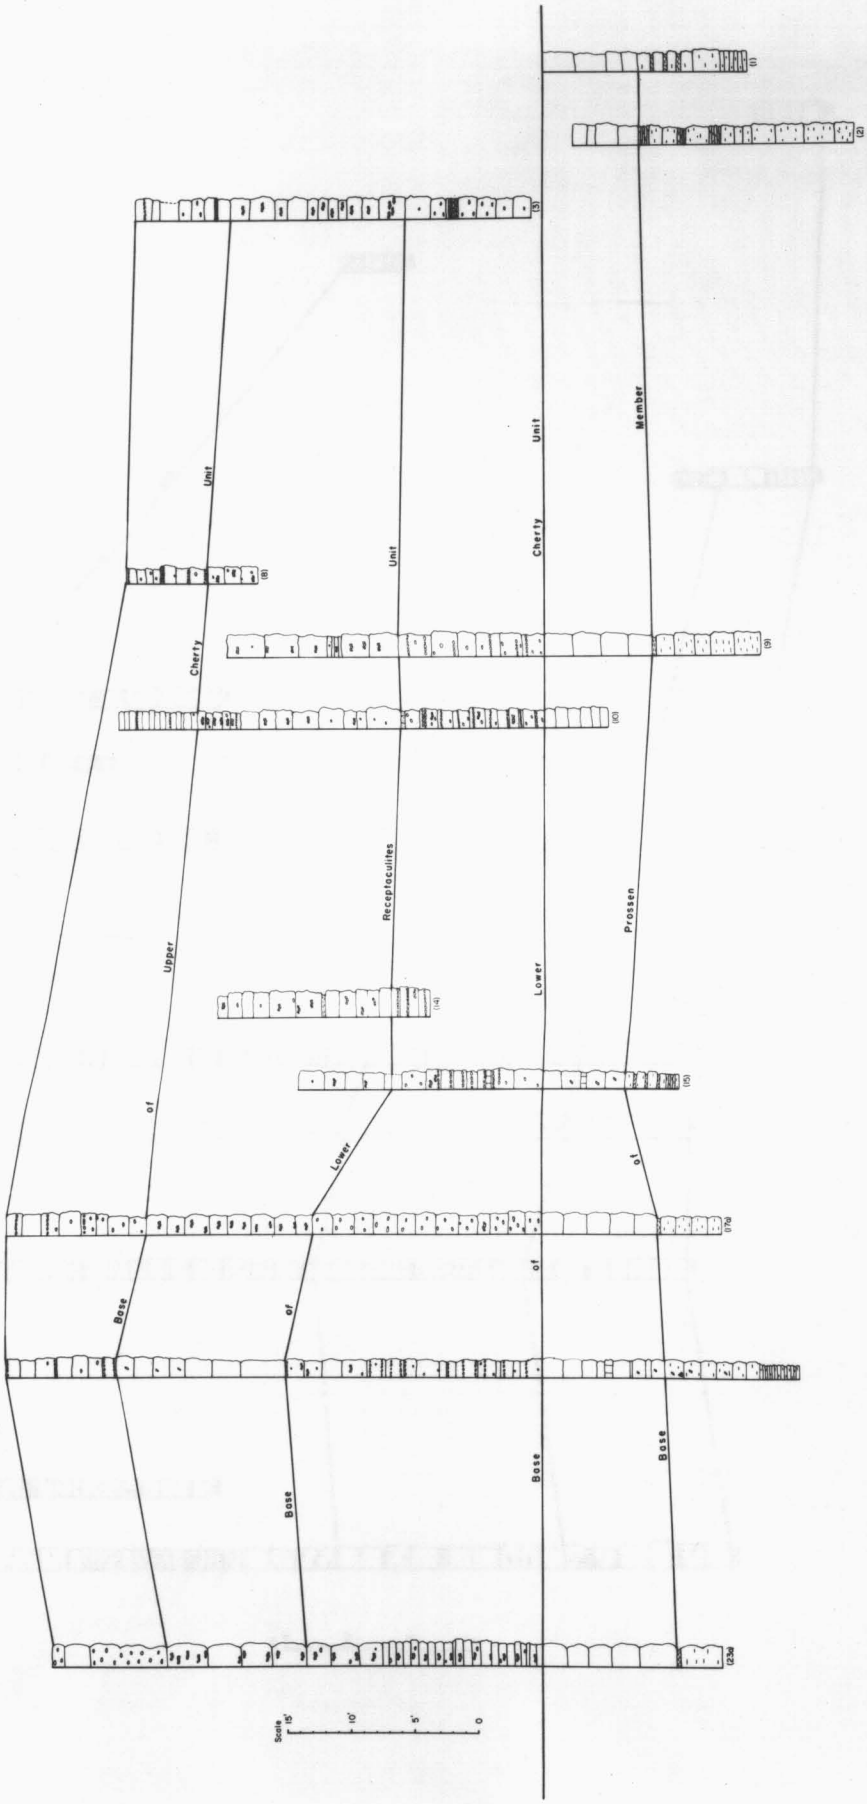 Base of Upper Cherty Unit
Base of Lower Receptaculites Unit
Base of Lower Cherty Unit
Base of Prossen Member
Scale
15'
10'
5'
0
(23a)
(17a)
(15)
(14)
(10)
(9)
(8)
(3)
(2)
(1)